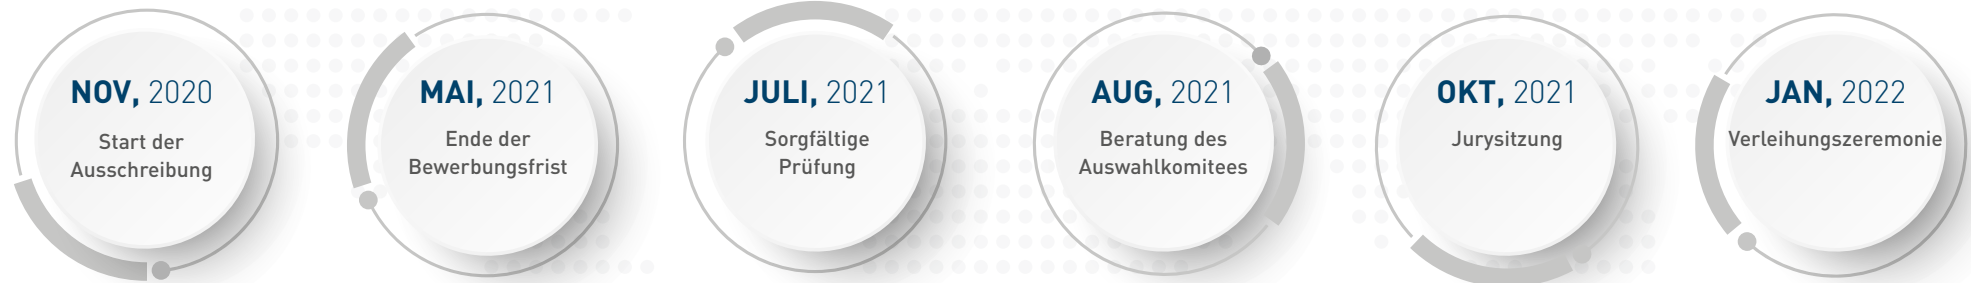 NOV, 2020
Start der
Ausschreibung
MAI, 2021
Ende der
Bewerbungsfrist
JULI, 2021
Sorgfältige
Prüfung
AUG, 2021
Beratung des
Auswahlkomitees
OKT, 2021
Jurysitzung
JAN, 2022
Verleihungszeremonie